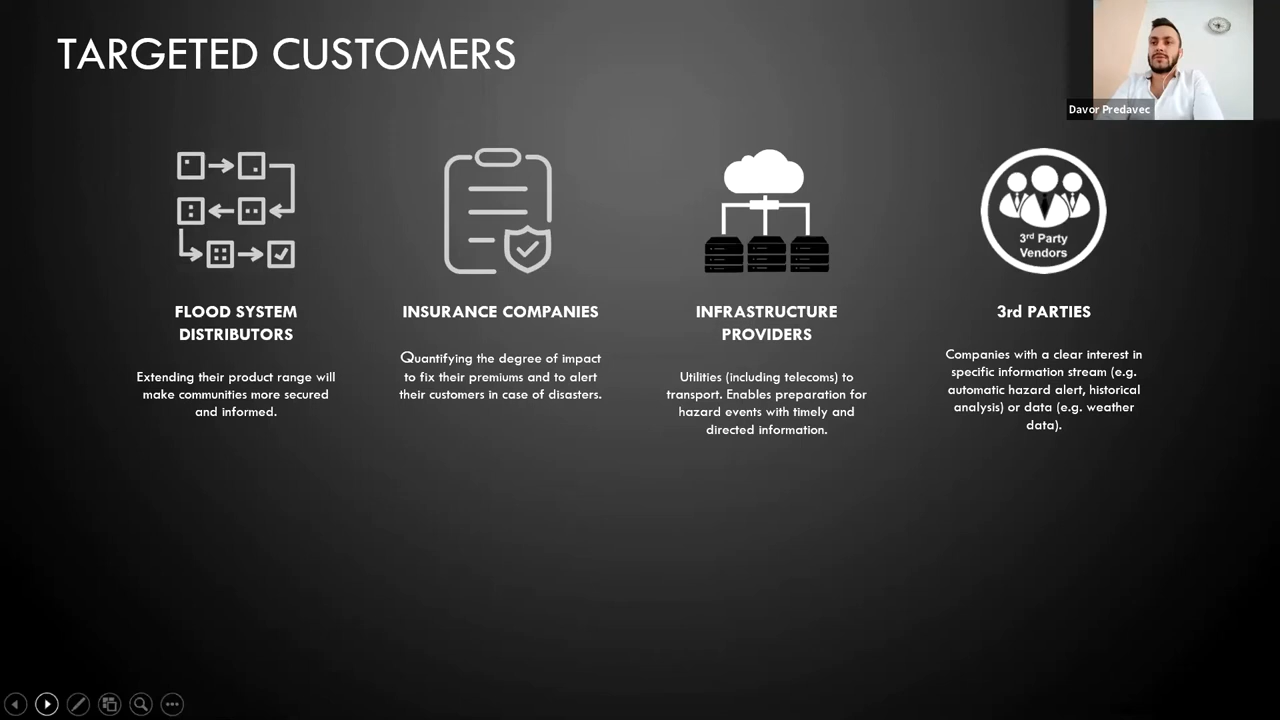 TARGETED CUSTOMERS
Davor Predavec
3rd Party
Vendors
FLOOD SYSTEM
DISTRIBUTORS
Extending their product range will
make communities more secured
and informed.
INSURANCE COMPANIES
Quantifying the degree of impact
to fix their premiums and to alert
their customers in case of disasters.
INFRASTRUCTURE
PROVIDERS
Utilities (including telecoms) to
transport. Enables preparation for
hazard events with timely and
directed information.
3rd PARTIES
Companies with a clear interest in
specific information stream (e.g.
automatic hazard alert, historical
analysis) or data (e.g. weather
data).